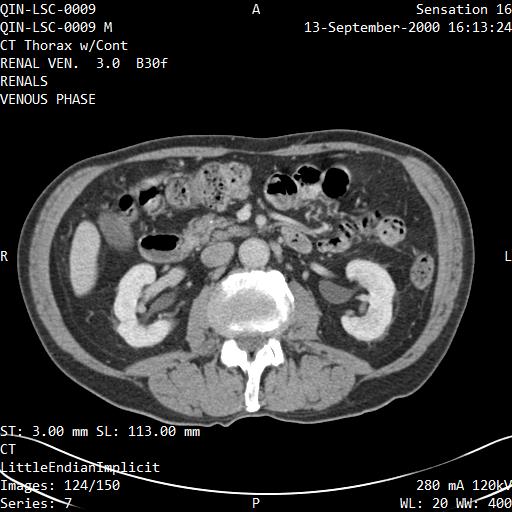 QIN-LSC-0009
A
Sensation 16
QIN-LSC-0009 M
13-September-2000 16:13:24
CT Thorax w/Cont
RENAL VEN. 3.0 B30f
RENALS
VENOUS PHASE
R
L
ST: 3.00 mm SL: 113.00 mm
CT
LittleEndianImplicit
Images: 124/150
280 mA 120kV
Series: 7
P
WL: 20 WW: 400